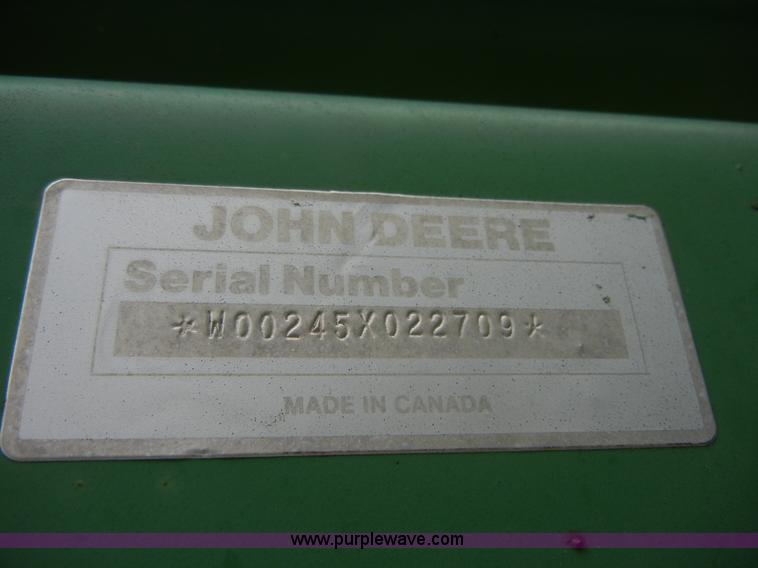 JOHN DEERE
Serial Number
*W00245X022709*
MADE IN CANADA
www.purplewave.com